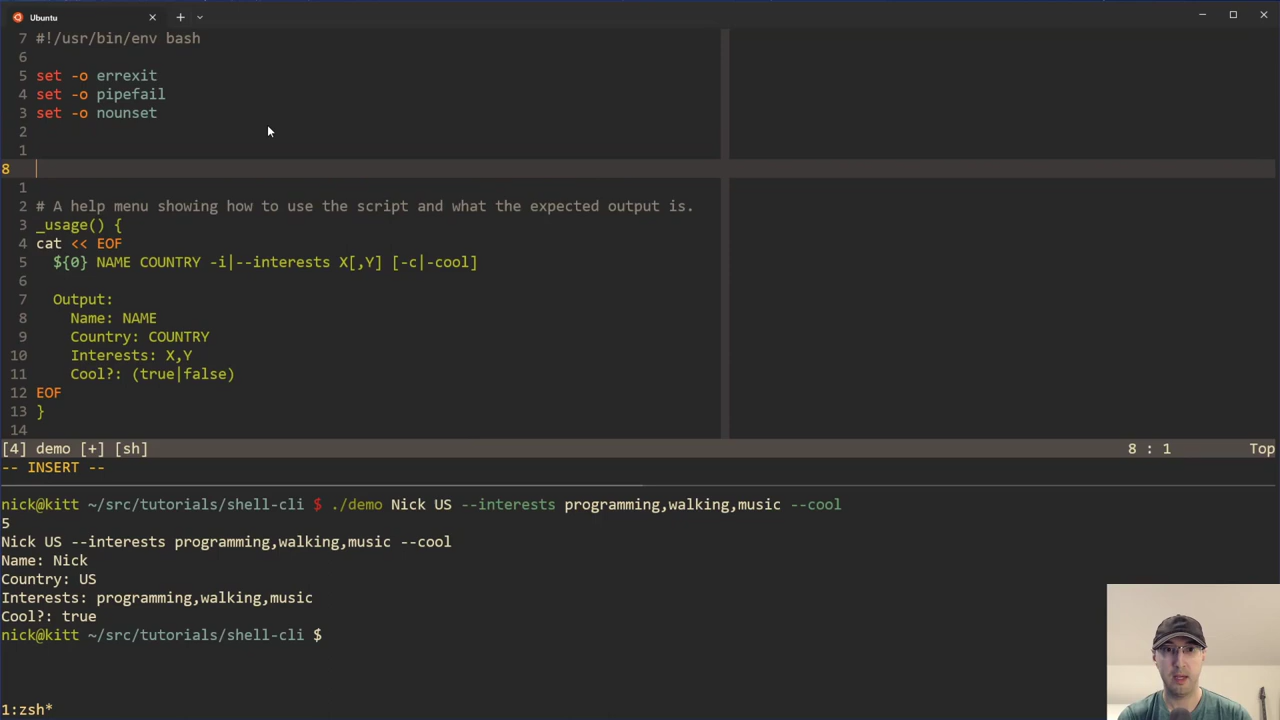 Ubuntu
7 #!/usr/bin/env bash
6
5 set -o errexit
4 set -o pipefail
3 set -o nounset
2
1
8
1
2 # A help menu showing how to use the script and what the expected output is.
3 _usage() {
4 cat << EOF
5   ${0} NAME COUNTRY -i|--interests X[,Y] [-c|-cool]
6
7   Output:
8     Name: NAME
9     Country: COUNTRY
10     Interests: X,Y
11     Cool?: (true|false)
12 EOF
13 }
14
[4] demo [+] [sh] 8 : 1 Top
-- INSERT --
nick@kitt ~/src/tutorials/shell-cli $ ./demo Nick US --interests programming,walking,music --cool
5
Nick US --interests programming,walking,music --cool
Name: Nick
Country: US
Interests: programming,walking,music
Cool?: true
nick@kitt ~/src/tutorials/shell-cli $
1:zsh*